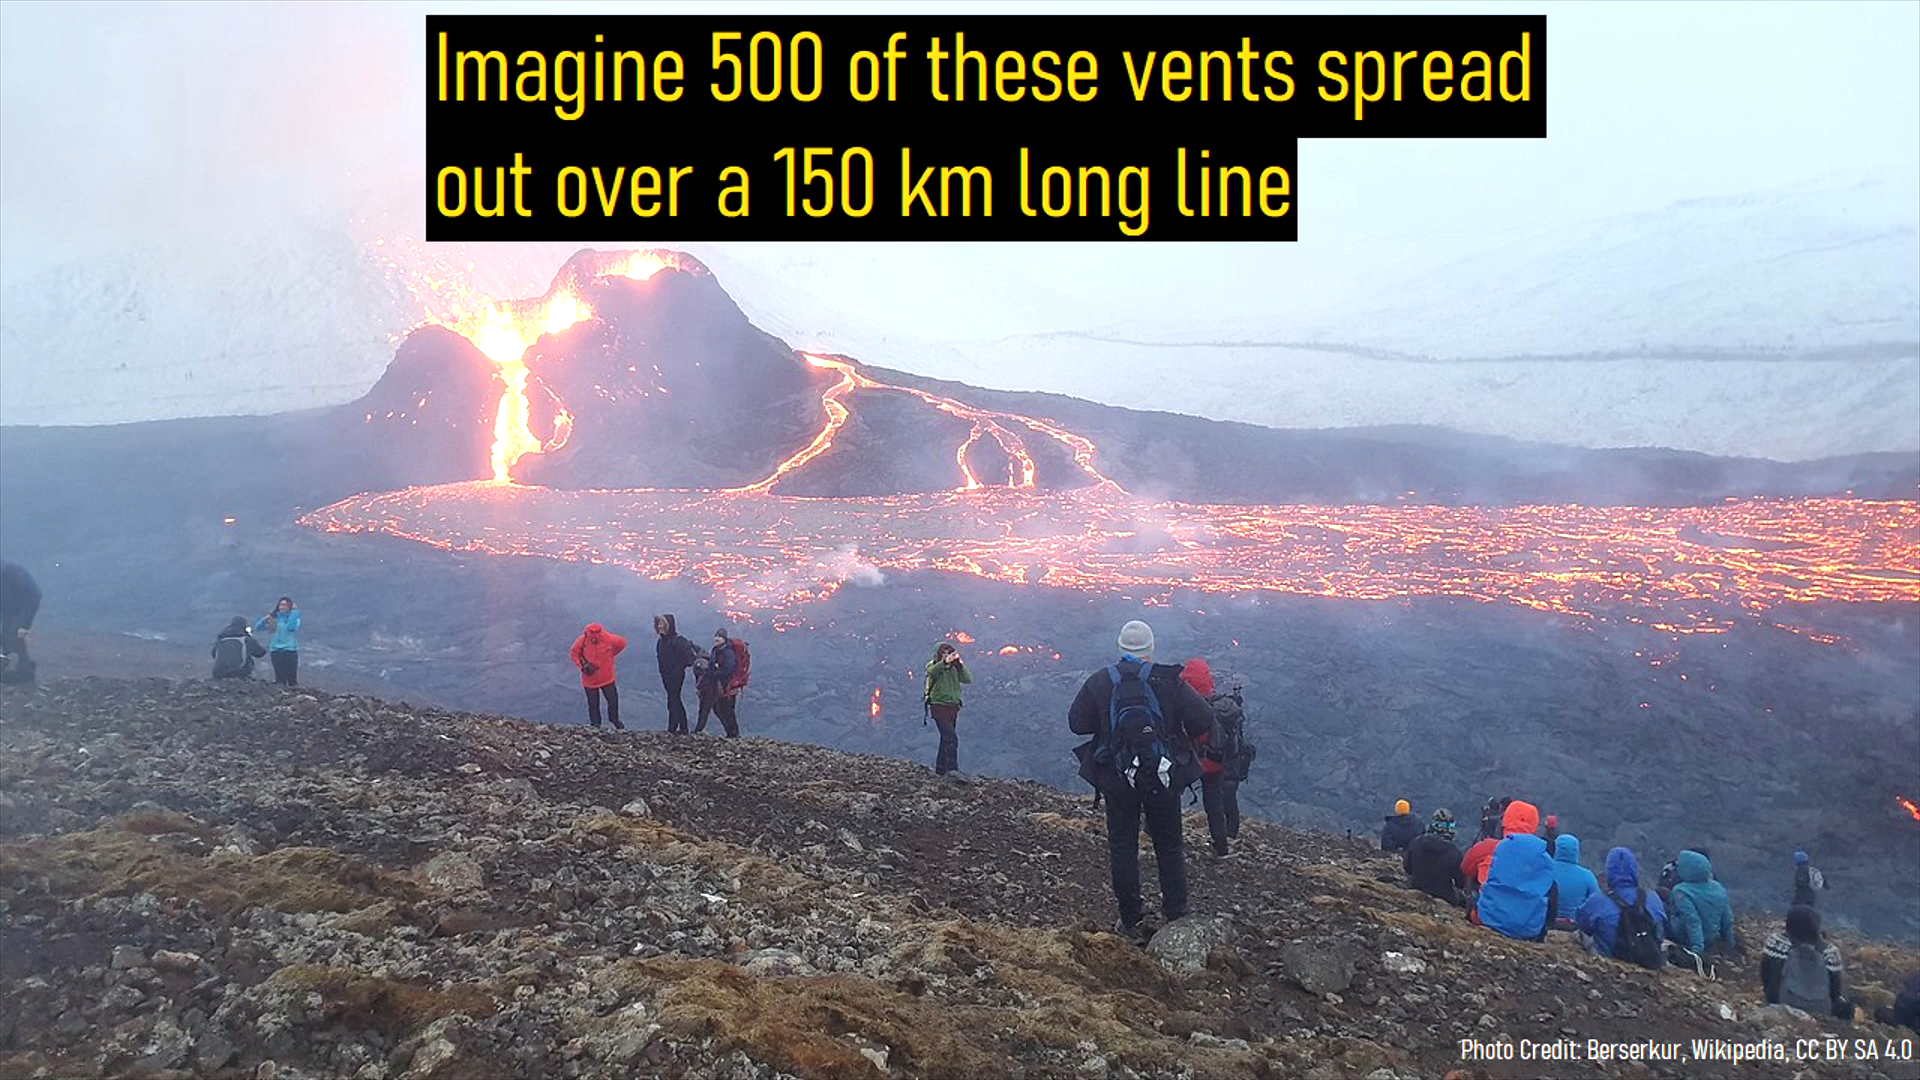 Imagine 500 of these vents spread
out over a 150 km long line
Photo Credit: Berserkur, Wikipedia, CC BY SA 4.0